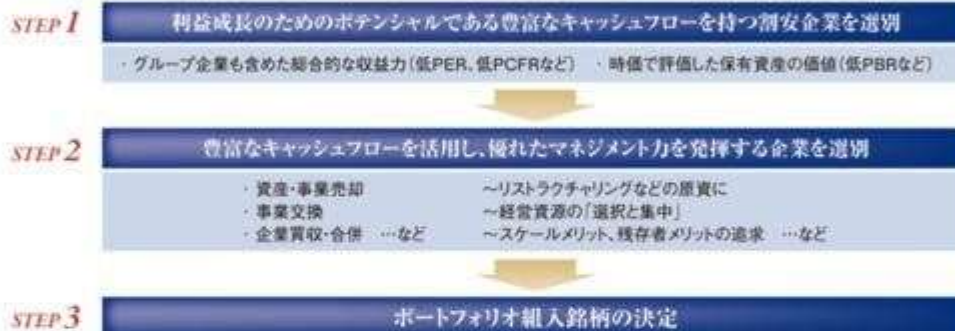 STEP 1
利益成長のためのポテンシャルである豊富なキャッシュフローを持つ割安企業を選別
・グループ企業も含めた総合的な収益力(低PER、低PCFRなど) ・時価で評価した保有資産の価値(低PBRなど)
STEP 2
豊富なキャッシュフローを活用し、優れたマネジメント力を発揮する企業を選別
・資産・事業売却 ～リストラクチャリングなどの原資に
・事業交換 ～経営資源の「選択と集中」
・企業買収・合併 …など ～スケールメリット、残存者メリットの追求 …など
STEP 3
ポートフォリオ組入銘柄の決定